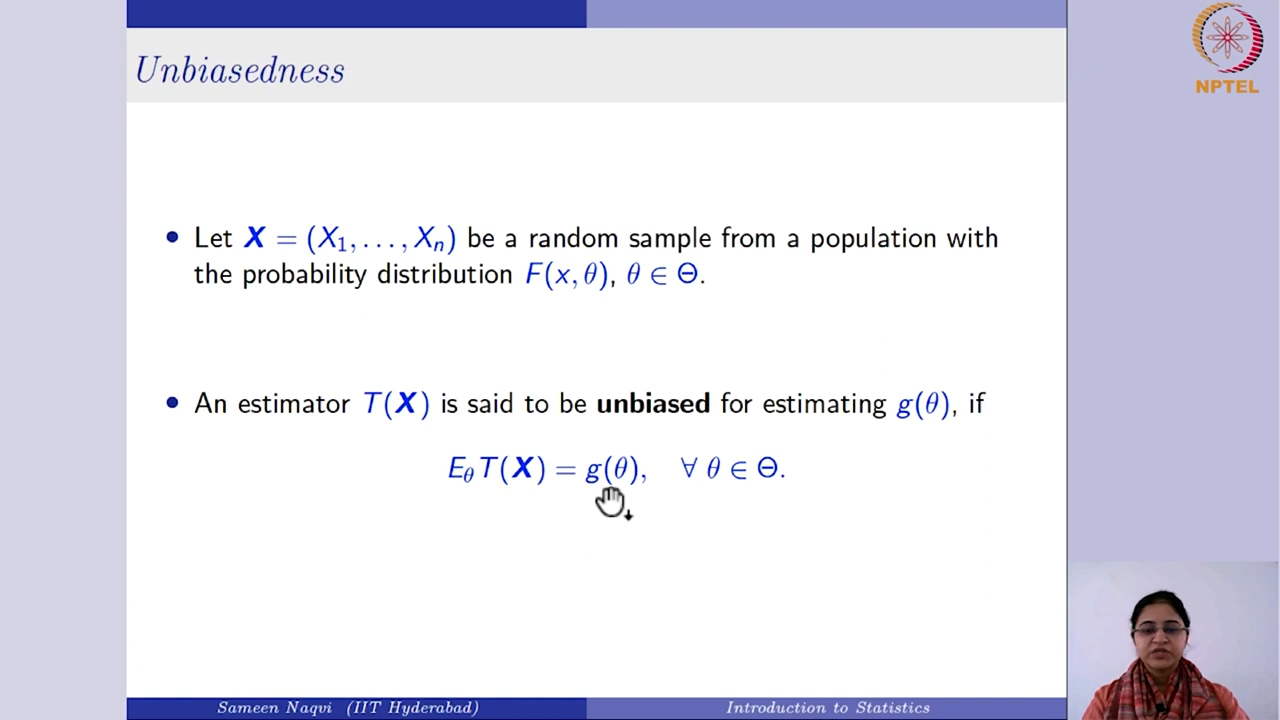 Unbiasedness
NPTEL
• Let X = (X₁, . . . , Xₙ) be a random sample from a population with
the probability distribution F(x, θ), θ ∈ Θ.
• An estimator T(X) is said to be unbiased for estimating g(θ), if
E_θ T(X) = g(θ), ∀ θ ∈ Θ.
Sameen Naqvi (IIT Hyderabad) Introduction to Statistics